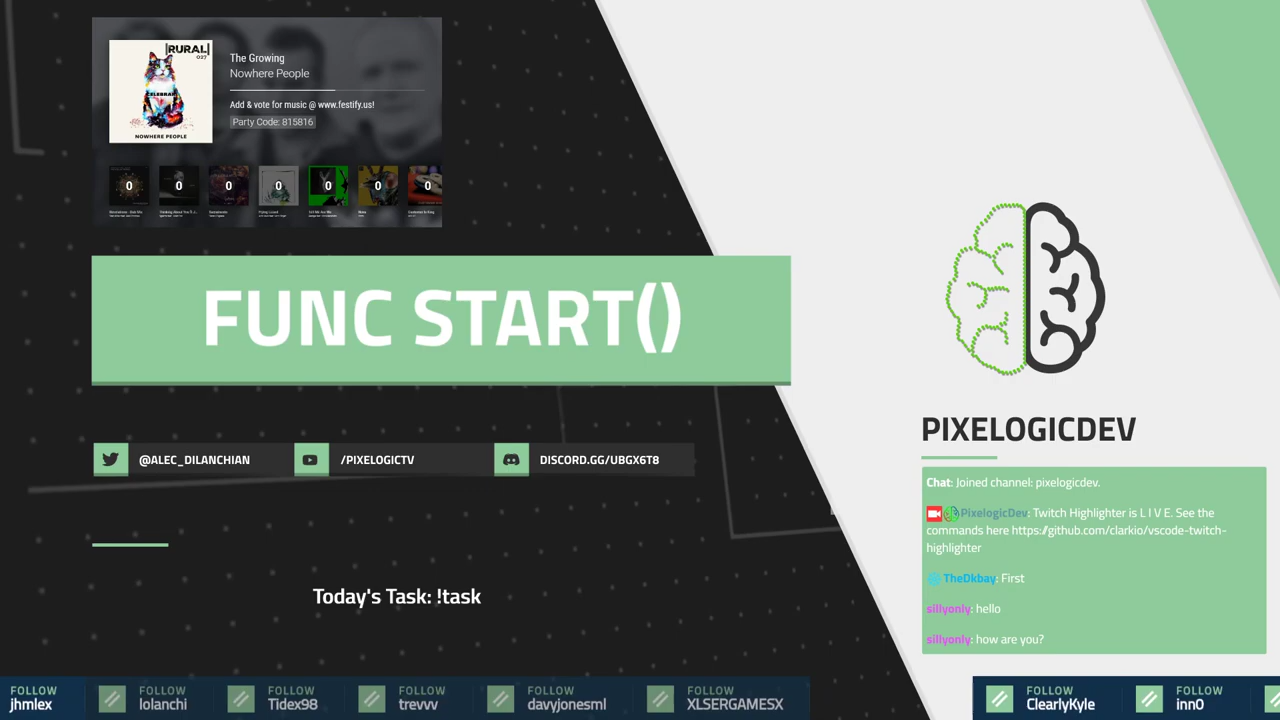 |RURAL|
027
CELEBRAR
NOWHERE PEOPLE
The Growing
Nowhere People
Add & vote for music @ www.festify.us!
Party Code: 815816
0 0 0 0 0 0 0
FUNC START()
@ALEC_DILANCHIAN
/PIXELOGICTV
DISCORD.GG/UBGX6T8
Today's Task: !task
PIXELOGICDEV
Chat: Joined channel: pixelogicdev.
PixelogicDev: Twitch Highlighter is L I V E. See the
commands here https://github.com/clarkio/vscode-twitch-
highlighter
TheDkbay: First
sillyonly: hello
sillyonly: how are you?
FOLLOW
jhmlex
FOLLOW
lolanchi
FOLLOW
Tidex98
FOLLOW
trevvv
FOLLOW
davyjonesml
FOLLOW
XLSERGAMESX
FOLLOW
ClearlyKyle
FOLLOW
inn0